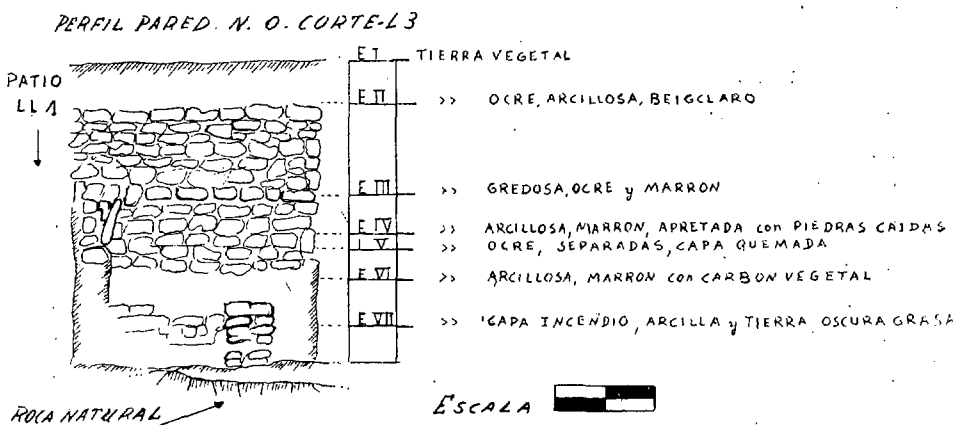 PERFIL PARED. N. O. CORTE-L3
E I TIERRA VEGETAL
PATIO
LL1
E II >> OCRE, ARCILLOSA, BEIGCLARO
E III >> GREDOSA, OCRE y MARRON
E IV >> ARCILLOSA, MARRON, APRETADA con PIEDRAS CAIDAS
E V >> OCRE, SEPARADAS, CAPA QUEMADA
E VI >> ARCILLOSA, MARRON con CARBON VEGETAL
E VII >> CAPA INCENDIO, ARCILLA y TIERRA OSCURA GRASA
ESCALA
ROCA NATURAL